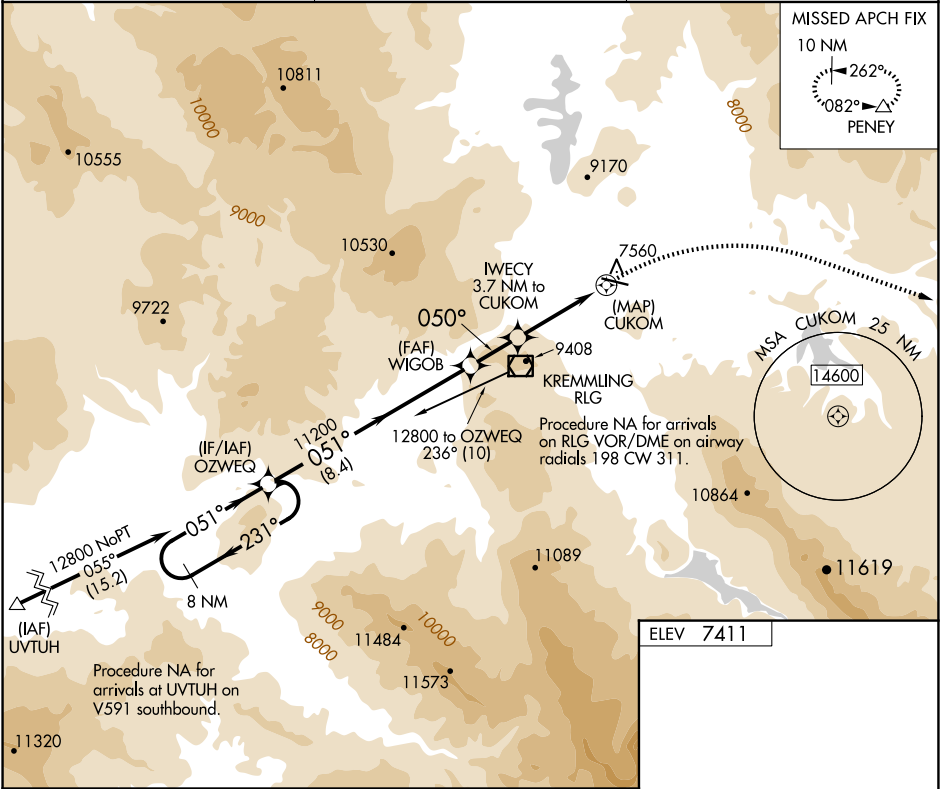 MISSED APCH FIX
10 NM
262°
082°
PENEY
10811
10000
8000
10555
9170
9000
10530
7560
IWECY
3.7 NM to
CUKOM
9722
050°
(MAP)
CUKOM
(FAF)
WIGOB
9408
MSA CUKOM 25 NM
14600
KREMMLING
RLG
11200
051°
(8.4)
12800 to OZWEQ
236° (10)
Procedure NA for arrivals
on RLG VOR/DME on airway
radials 198 CW 311.
(IF/IAF)
OZWEQ
10864
051°
231°
12800 NoPT
055°
(15.2)
8 NM
11089
11619
(IAF)
UVTUH
9000
8000
10000
11484
ELEV 7411
11573
Procedure NA for
arrivals at UVTUH on
V591 southbound.
11320